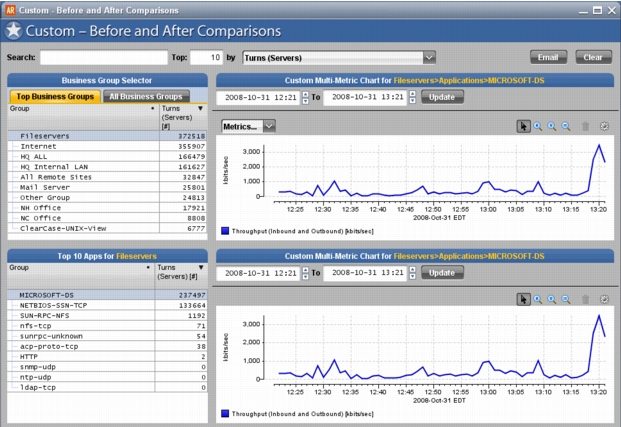 AR Custom - Before and After Comparisons
Custom – Before and After Comparisons
Search: Top: 10 by Turns (Servers) Email Clear
Business Group Selector
Top Business Groups All Business Groups
Group Turns (Servers) [#]
Fileservers 372518
Internet 355907
HQ ALL 166479
HQ Internal LAN 161627
All Remote Sites 32847
Mail Server 25801
Other Group 24813
NH Office 17921
NC Office 8808
ClearCase-UNIX-View 6777
Custom Multi-Metric Chart for Fileservers>Applications>MICROSOFT-DS
2008-10-31 12:21 To 2008-10-31 13:21 Update
Metrics...
kbits/sec
3,000
2,000
1,000
0
12:25 12:30 12:35 12:40 12:45 12:50 12:55 13:00 13:05 13:10 13:15 13:20
2008-Oct-31 EDT
Throughput (Inbound and Outbound) [kbits/sec]
Top 10 Apps for Fileservers
Group Turns (Servers) [#]
MICROSOFT-DS 237497
NETBIOS-SSN-TCP 133664
SUN-RPC-NFS 1192
nfs-tcp 71
sunrpc-unknown 54
acp-proto-tcp 38
HTTP 2
snmp-udp 0
ntp-udp 0
ldap-tcp 0
Custom Multi-Metric Chart for Fileservers>Applications>MICROSOFT-DS
2008-10-31 12:21 To 2008-10-31 13:21 Update
kbits/sec
3,000
2,000
1,000
0
12:25 12:30 12:35 12:40 12:45 12:50 12:55 13:00 13:05 13:10 13:15 13:20
2008-Oct-31 EDT
Throughput (Inbound and Outbound) [kbits/sec]